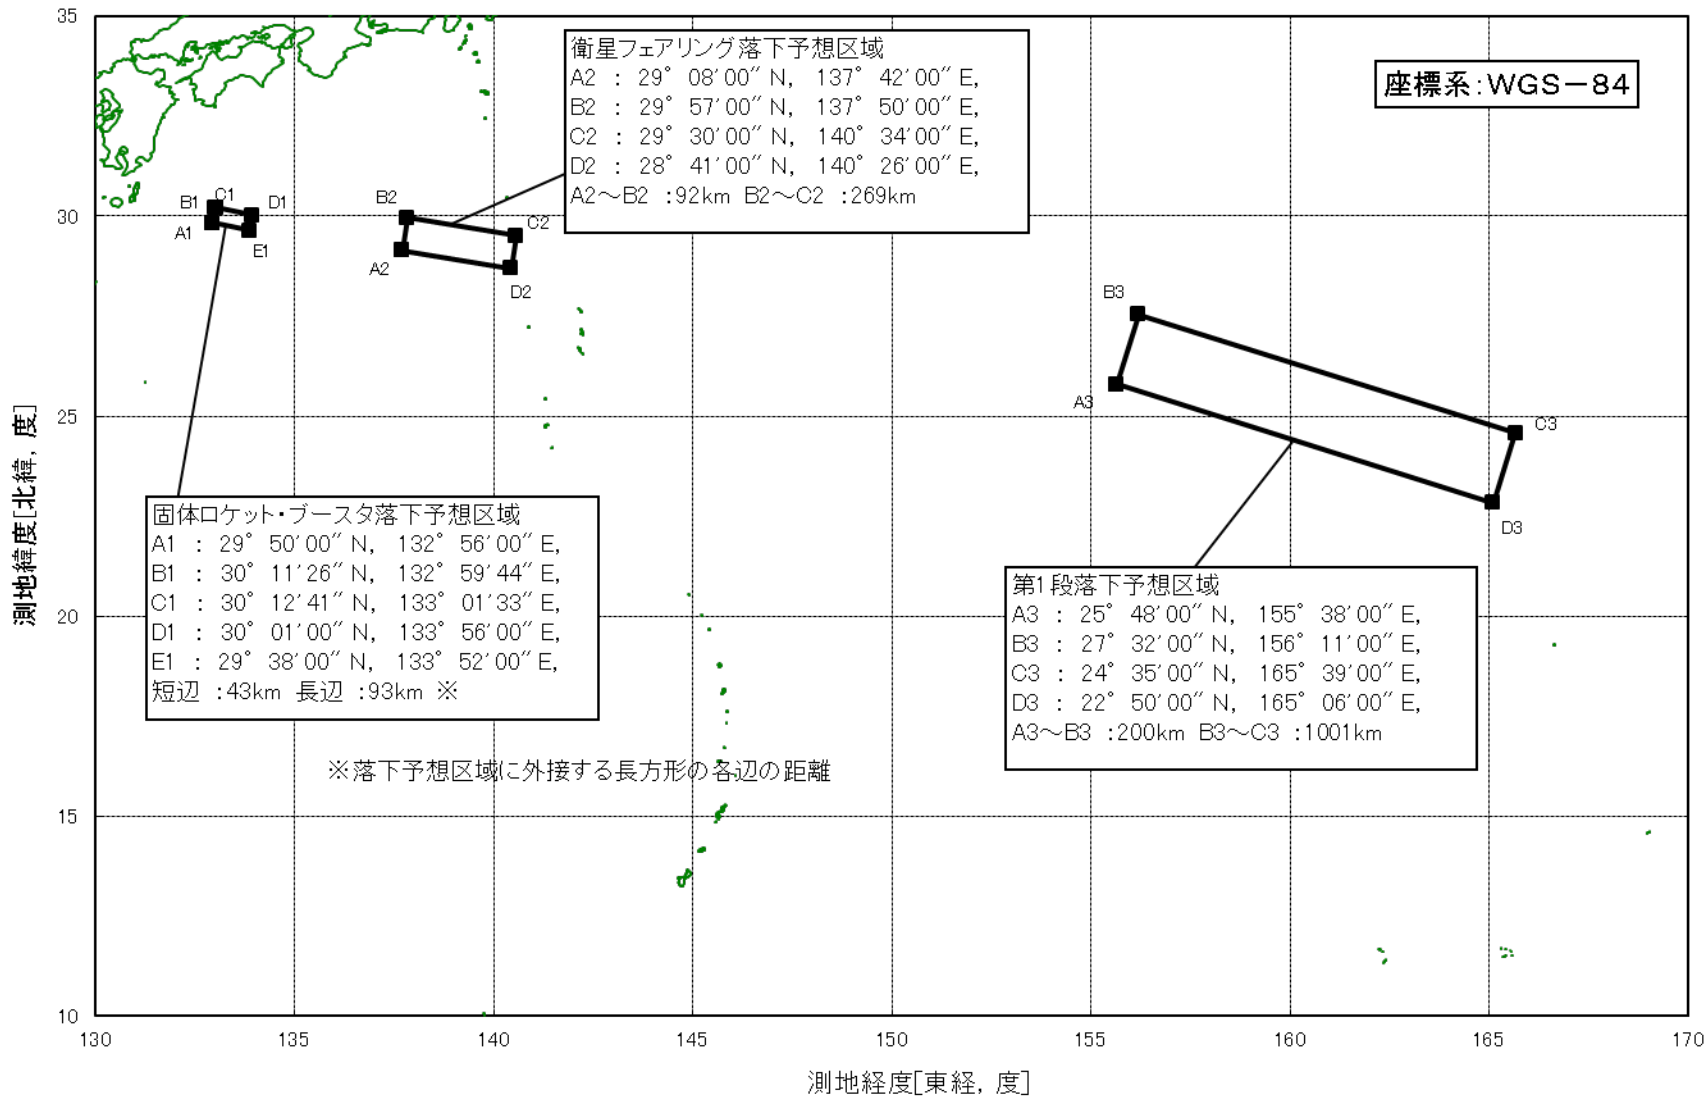 35
衛星フェアリング落下予想区域
A2 : 29° 08′00″ N, 137° 42′00″ E,
B2 : 29° 57′00″ N, 137° 50′00″ E,
C2 : 29° 30′00″ N, 140° 34′00″ E,
D2 : 28° 41′00″ N, 140° 26′00″ E,
A2～B2 :92km B2～C2 :269km
座標系:WGS－84
B1
C1
D1
A1
E1
30
B2
C2
A2
D2
B3
A3
C3
D3
25
固体ロケット・ブースタ落下予想区域
A1 : 29° 50′00″ N, 132° 56′00″ E,
B1 : 30° 11′26″ N, 132° 59′44″ E,
C1 : 30° 12′41″ N, 133° 01′33″ E,
D1 : 30° 01′00″ N, 133° 56′00″ E,
E1 : 29° 38′00″ N, 133° 52′00″ E,
短辺 :43km 長辺 :93km ※
第1段落下予想区域
A3 : 25° 48′00″ N, 155° 38′00″ E,
B3 : 27° 32′00″ N, 156° 11′00″ E,
C3 : 24° 35′00″ N, 165° 39′00″ E,
D3 : 22° 50′00″ N, 165° 06′00″ E,
A3～B3 :200km B3～C3 :1001km
測地緯度[北緯, 度]
20
※落下予想区域に外接する長方形の各辺の距離
15
10
130 135 140 145 150 155 160 165 170
測地経度[東経, 度]